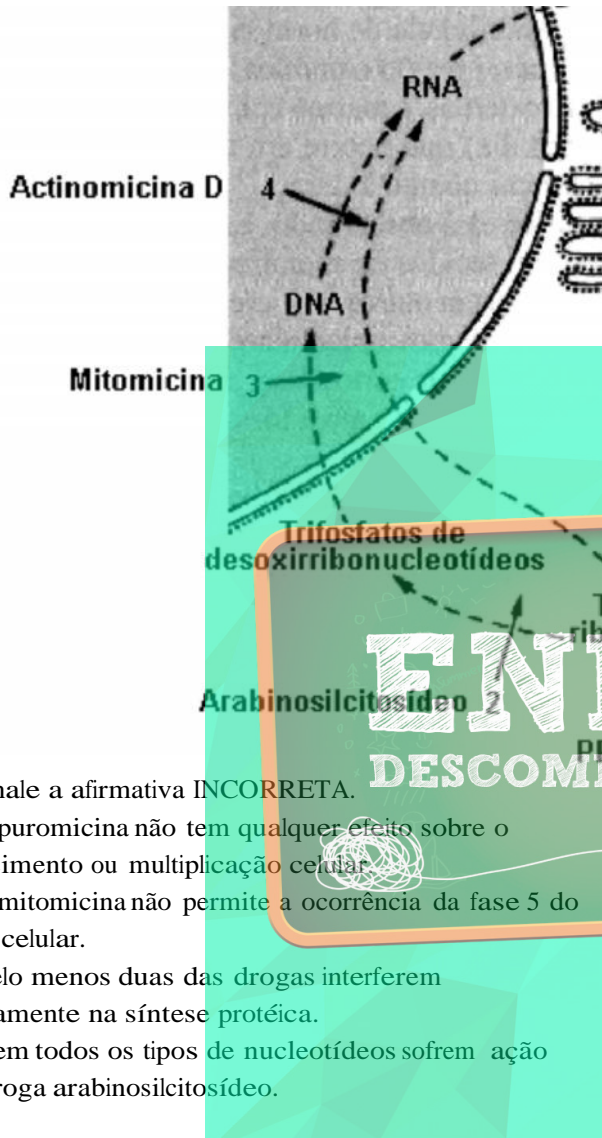 RNA
Actinomicina D 4
DNA
Mitomicina 3
Trifosfatos de
desoxirribonucleotídeos
Arabinosilcitosídeo 2
DESCOM
nale a afirmativa INCORRETA.
puromicina não tem qualquer efeito sobre o
cimento ou multiplicação celular.
mitomicina não permite a ocorrência da fase 5 do
celular.
elo menos duas das drogas interferem
amente na síntese protéica.
em todos os tipos de nucleotídeos sofrem ação
roga arabinosilcitosídeo.